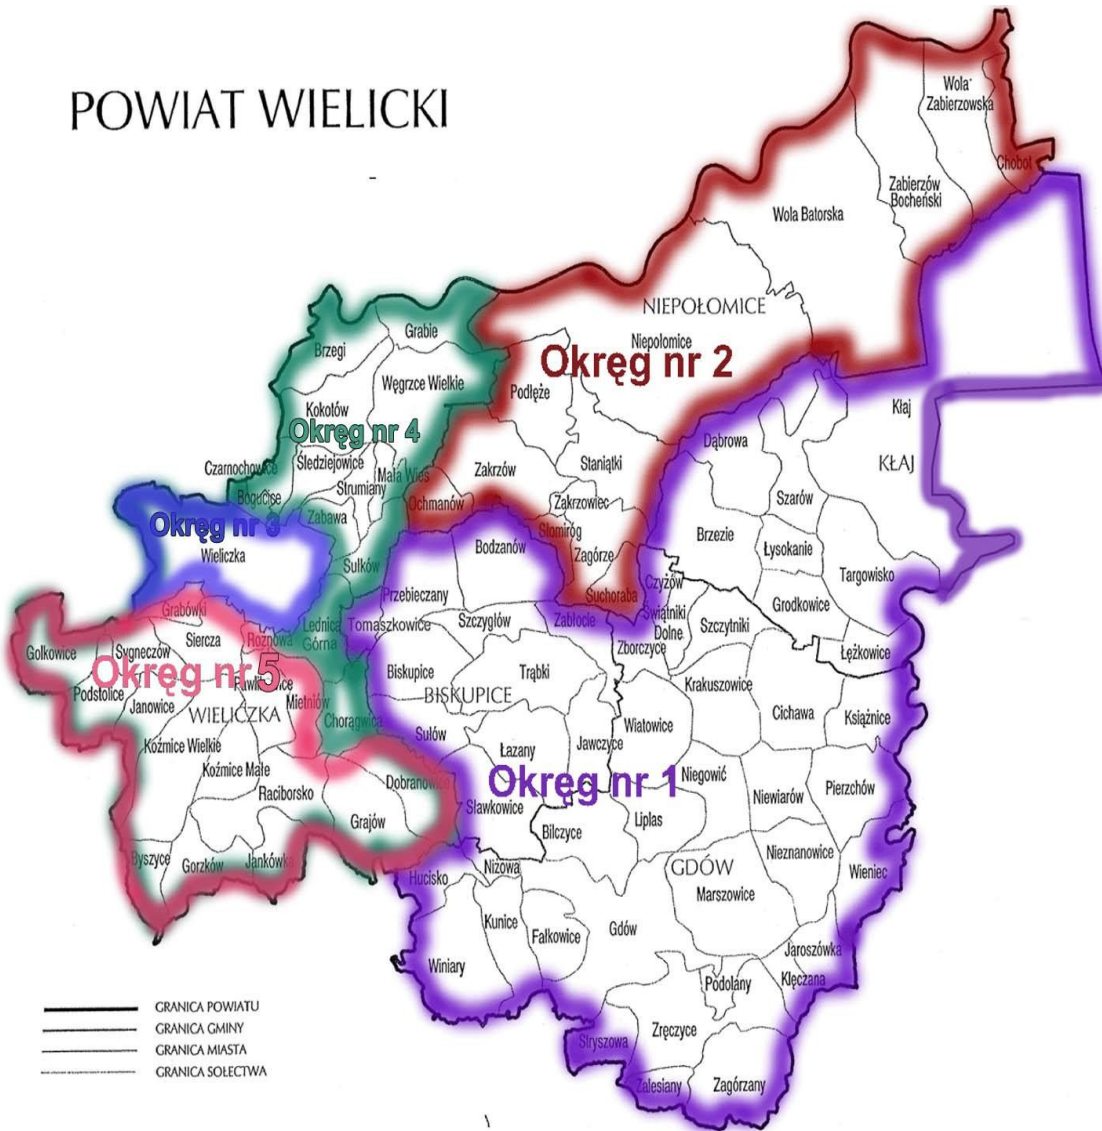 POWIAT WIELICKI
Wola
Zabierzowska
Chobot
Zabierzów
Bocheński
Wola Batorska
NIEPOŁOMICE
Niepołomice
Okręg nr 2
Grabie
Brzegi
Węgrzce Wielkie
Podłęże
Kokotów
Okręg nr 4
Kłaj
Dąbrowa
KŁAJ
Czarnochowice
Śledziejowice
Mała Wieś
Zakrzów
Staniątki
Strumiany
Bogucice
Ochmanów
Zakrzowiec
Szarów
Zabawa
Okręg nr 3
Słomiróg
Wieliczka
Bodzanów
Zagórze
Brzezie
Łysokanie
Sułków
Targowisko
Przebieczany
Suchoraba
Czyżów
Grabówki
Grodkowice
Lednica
Górna
Tomaszkowice
Szczygłów
Zabłocie
Świątniki
Dolne
Szczytniki
Siercza
Rożnowa
Zborczyce
Łężkowice
Golkowice
Sygneczów
Okręg nr 5
Biskupice
Trąbki
Krakuszowice
Podstolice
Janowice
Pawlikowice
Mietniów
BISKUPICE
Cichawa
Książnice
WIELICZKA
Chorągwica
Wiatowice
Sułów
Koźmice Wielkie
Łazany
Jawczyce
Koźmice Małe
Dobranowice
Okręg nr 1
Niegowić
Pierzchów
Raciborsko
Niewiarów
Sławkowice
Grajów
Liplas
Bilczyce
Byszyce
Gorzków
Jankówka
Nieznanowice
GDÓW
Wieniec
Niżowa
Hucisko
Marszowice
Kunice
Gdów
Fałkowice
Jaroszówka
Winiary
Klęczana
Podolany
GRANICA POWIATU
GRANICA GMINY
Zręczyce
GRANICA MIASTA
Stryszowa
GRANICA SOŁECTWA
Zalesiany
Zagórzany